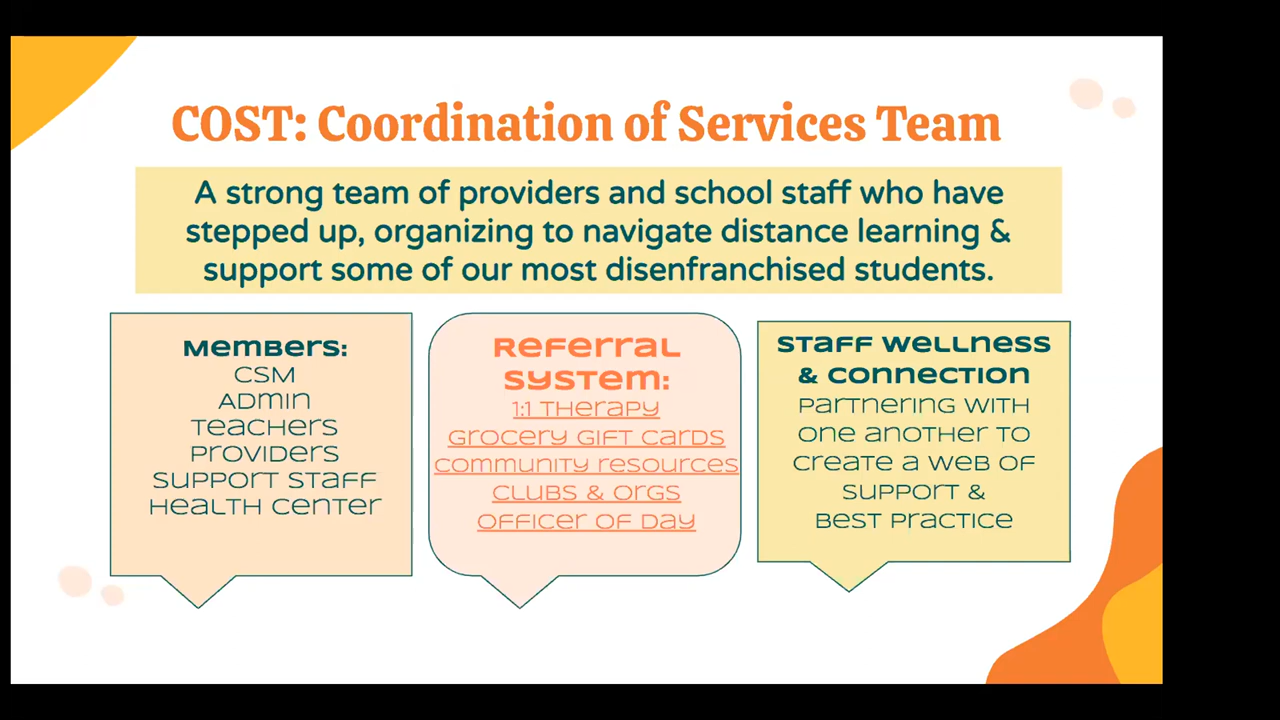 COST: Coordination of Services Team
A strong team of providers and school staff who have
stepped up, organizing to navigate distance learning &
support some of our most disenfranchised students.
Members:
CSM
Admin
Teachers
Providers
Support Staff
Health Center
Referral
System:
1:1 Therapy
Grocery Gift Cards
Community Resources
Clubs & Orgs
Officer of Day
Staff Wellness
& Connection
Partnering with
one another to
create a web of
support &
best practice